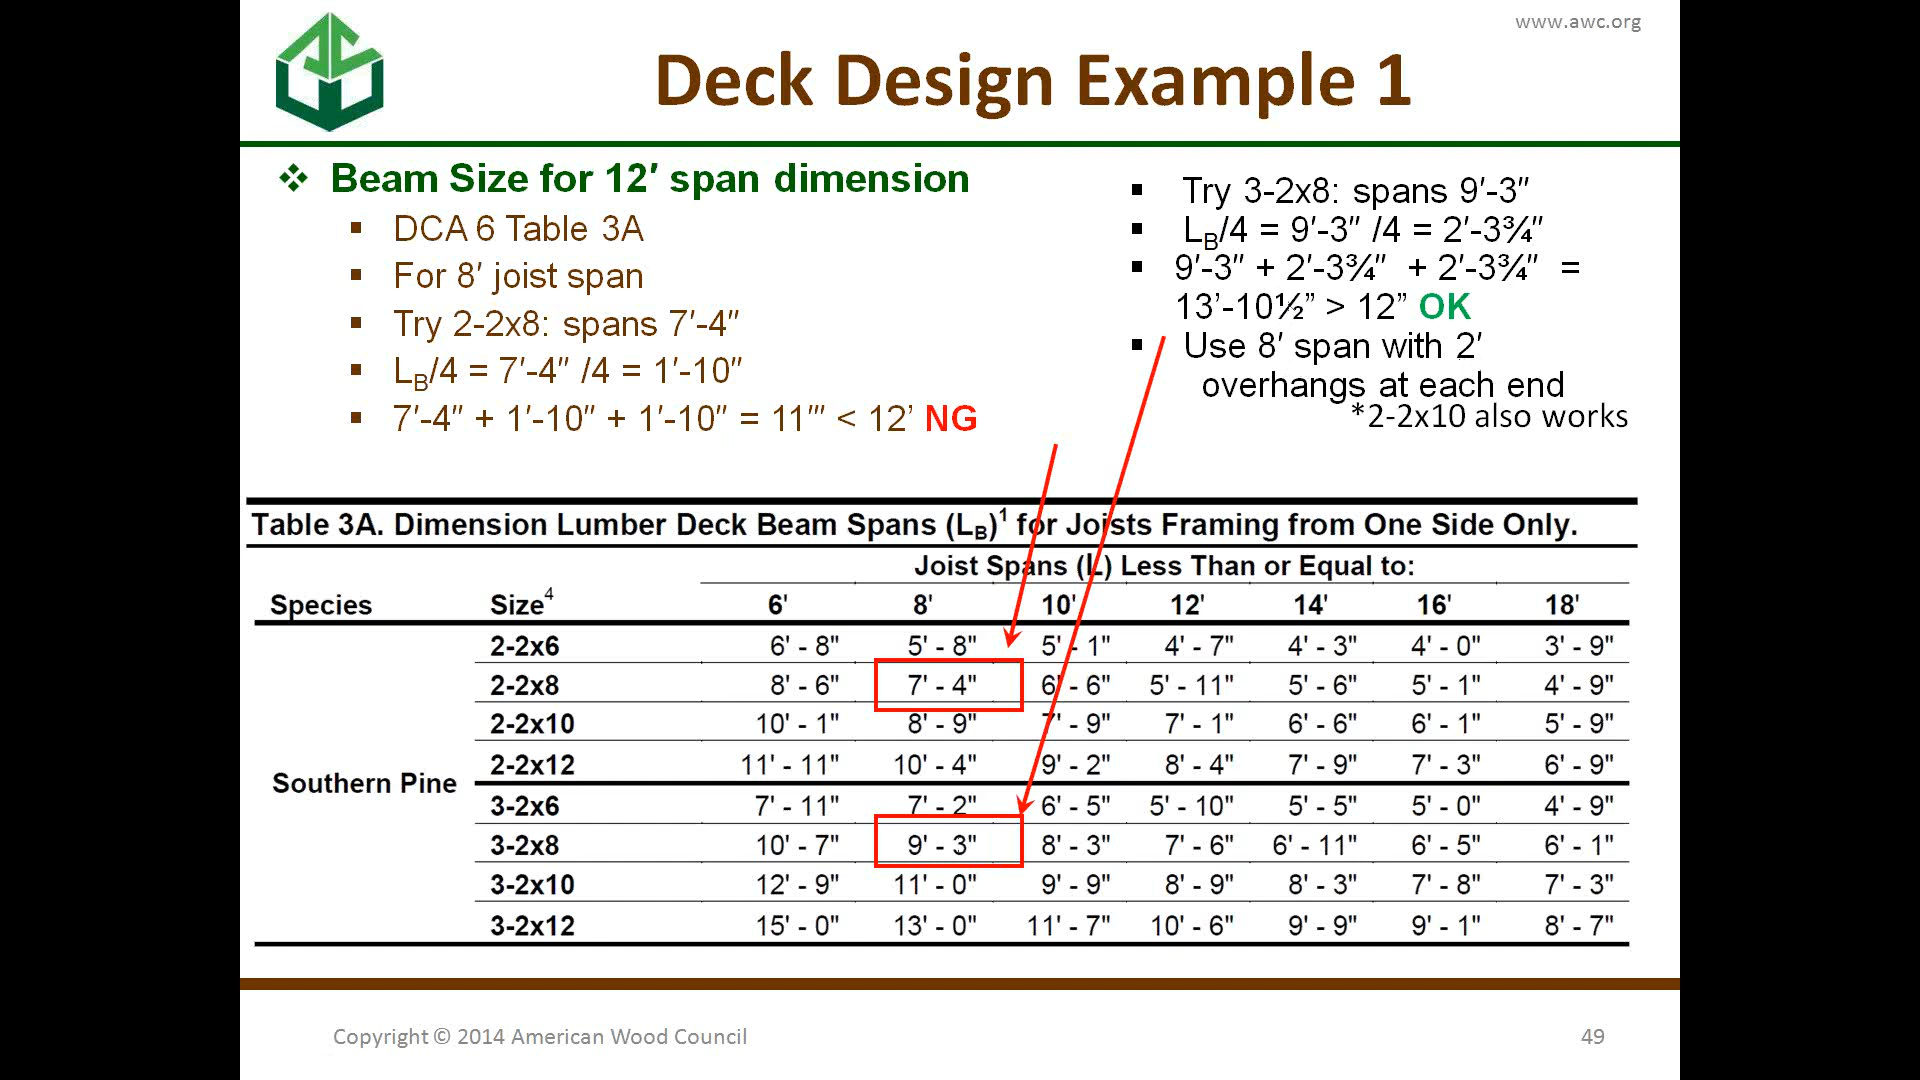 www.awc.org
Deck Design Example 1
❖ Beam Size for 12′ span dimension
▪ DCA 6 Table 3A
▪ For 8′ joist span
▪ Try 2-2x8: spans 7′-4″
▪ LB/4 = 7′-4″ /4 = 1′-10″
▪ 7′-4″ + 1′-10″ + 1′-10″ = 11′″ < 12’ NG
▪ Try 3-2x8: spans 9′-3″
▪ LB/4 = 9′-3″ /4 = 2′-3¾″
▪ 9′-3″ + 2′-3¾″ + 2′-3¾″ =
13’-10½” > 12” OK
▪ Use 8′ span with 2′
overhangs at each end
*2-2x10 also works
Table 3A. Dimension Lumber Deck Beam Spans (LB)1 for Joists Framing from One Side Only.
Joist Spans (L) Less Than or Equal to:
Species Size4 6' 8' 10' 12' 14' 16' 18'
Southern Pine
2-2x6 6' - 8" 5' - 8" 5' - 1" 4' - 7" 4' - 3" 4' - 0" 3' - 9"
2-2x8 8' - 6" 7' - 4" 6' - 6" 5' - 11" 5' - 6" 5' - 1" 4' - 9"
2-2x10 10' - 1" 8' - 9" 7' - 9" 7' - 1" 6' - 6" 6' - 1" 5' - 9"
2-2x12 11' - 11" 10' - 4" 9' - 2" 8' - 4" 7' - 9" 7' - 3" 6' - 9"
3-2x6 7' - 11" 7' - 2" 6' - 5" 5' - 10" 5' - 5" 5' - 0" 4' - 9"
3-2x8 10' - 7" 9' - 3" 8' - 3" 7' - 6" 6' - 11" 6' - 5" 6' - 1"
3-2x10 12' - 9" 11' - 0" 9' - 9" 8' - 9" 8' - 3" 7' - 8" 7' - 3"
3-2x12 15' - 0" 13' - 0" 11' - 7" 10' - 6" 9' - 9" 9' - 1" 8' - 7"
Copyright © 2014 American Wood Council
49